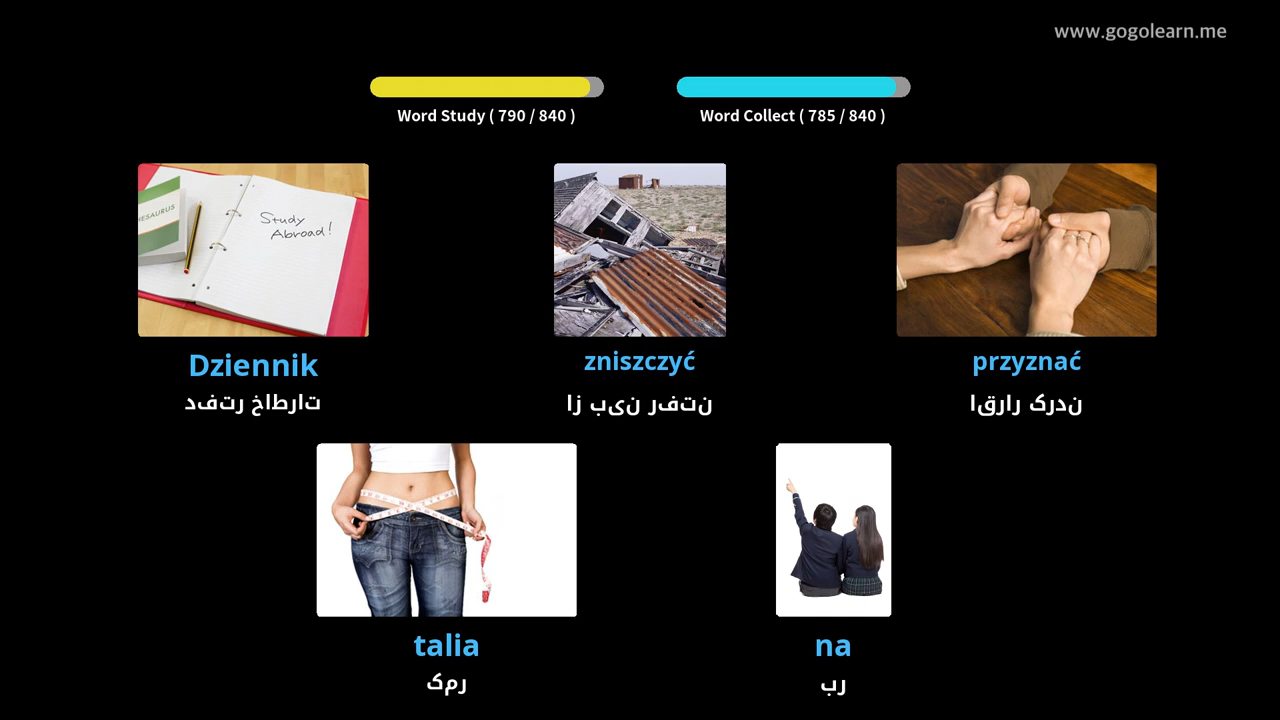 www.gogolearn.me
Word Study ( 790 / 840 )
Word Collect ( 785 / 840 )
HESAURUS
Study
Abroad!
Dziennik
دفتر خاطرات
zniszczyć
از بین رفتن
przyznać
اقرار کردن
talia
کمر
na
بر